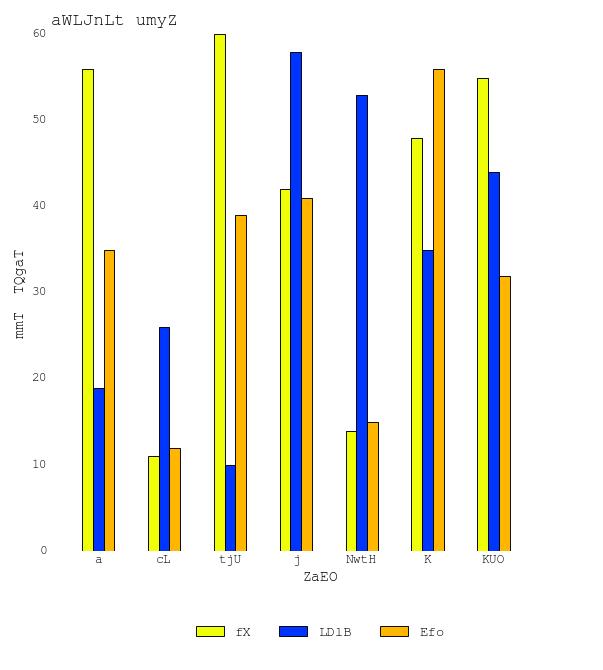 aWLJnLt umyZ
60
50
40
30
20
10
0
mmT TQgaT
a cL tjU j NwtH K KUO
ZaEO
fX LD1B Efo